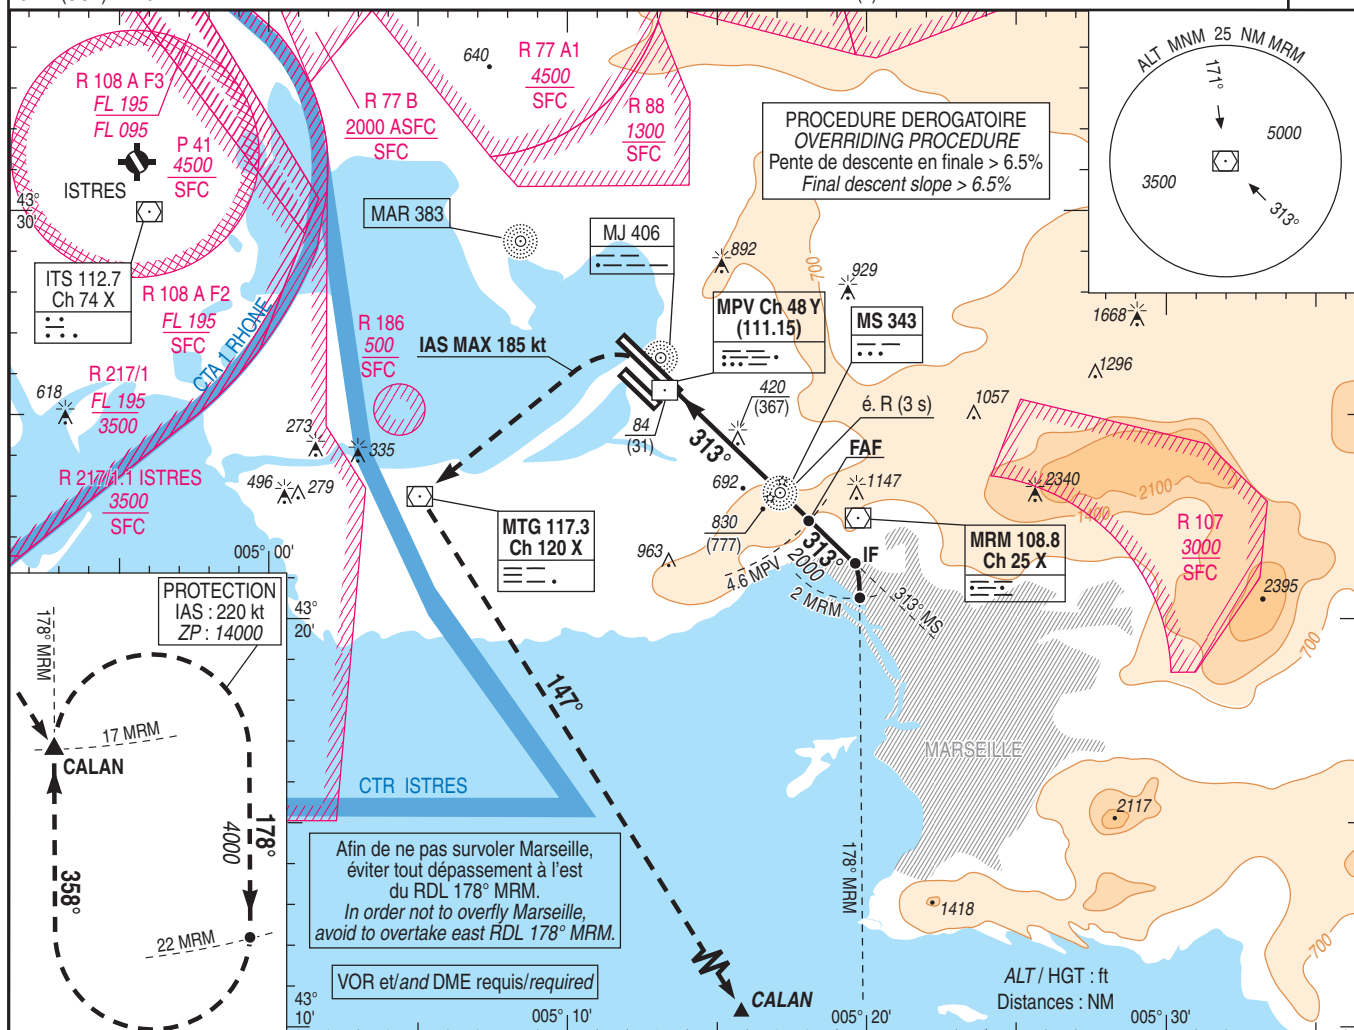 640
R 77 A1
4500
SFC
R 108 A F3
FL 195
FL 095
P 41
4500
SFC
ISTRES
R 77 B
2000 ASFC
SFC
R 88
1300
SFC
PROCEDURE DEROGATOIRE
OVERRIDING PROCEDURE
Pente de descente en finale > 6.5%
Final descent slope > 6.5%
ALT MNM 25 NM MRM
171°
5000
3500
313°
43°
30'
MAR 383
MJ 406
892
700
929
ITS 112.7
Ch 74 X
R 108 A F2
FL 195
SFC
CTA 1 RHONE
R 186
500
SFC
IAS MAX 185 kt
MPV Ch 48 Y
(111.15)
MS 343
1668
1296
618
R 217/1
FL 195
3500
420
(367)
é. R (3 s)
1057
84
(31)
313°
FAF
273
335
R 217/1.1 ISTRES
3500
SFC
496
279
692
1147
2340
2100
1400
830
(777)
R 107
3000
SFC
MTG 117.3
Ch 120 X
MRM 108.8
Ch 25 X
963
313°
2000
IF
4.6 MPV
2 MRM
313° MS
2395
005° 00'
43°
20'
700
PROTECTION
IAS : 220 kt
ZP : 14000
178° MRM
17 MRM
CALAN
178°
4000
358°
22 MRM
147°
MARSEILLE
CTR ISTRES
2117
Afin de ne pas survoler Marseille,
éviter tout dépassement à l'est
du RDL 178° MRM.
In order not to overfly Marseille,
avoid to overtake east RDL 178° MRM.
178° MRM
1418
700
VOR et/and DME requis/required
CALAN
ALT / HGT : ft
Distances : NM
43°
10'
005° 10'
005° 20'
005° 30'